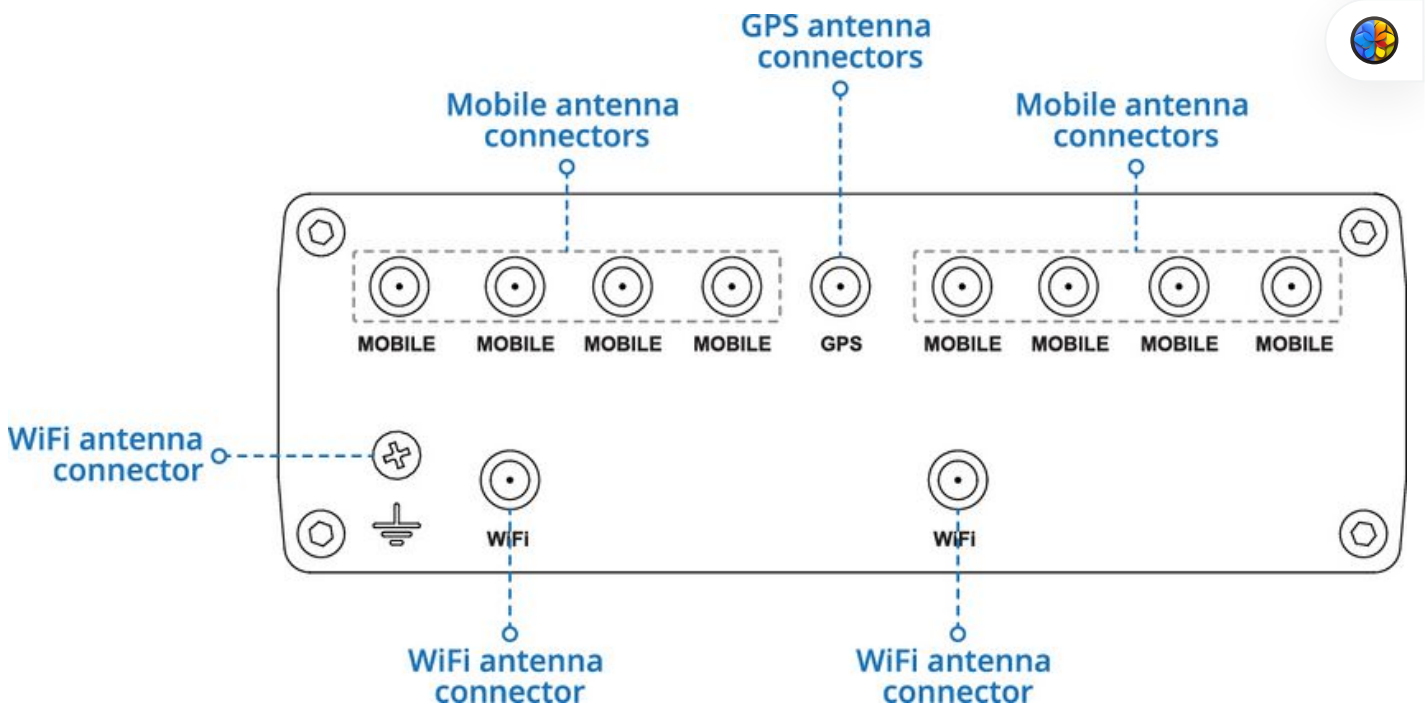 GPS antenna
connectors
Mobile antenna
connectors
Mobile antenna
connectors
MOBILE MOBILE MOBILE MOBILE GPS MOBILE MOBILE MOBILE MOBILE
WiFi antenna
connector
WiFi WiFi
WiFi antenna
connector
WiFi antenna
connector